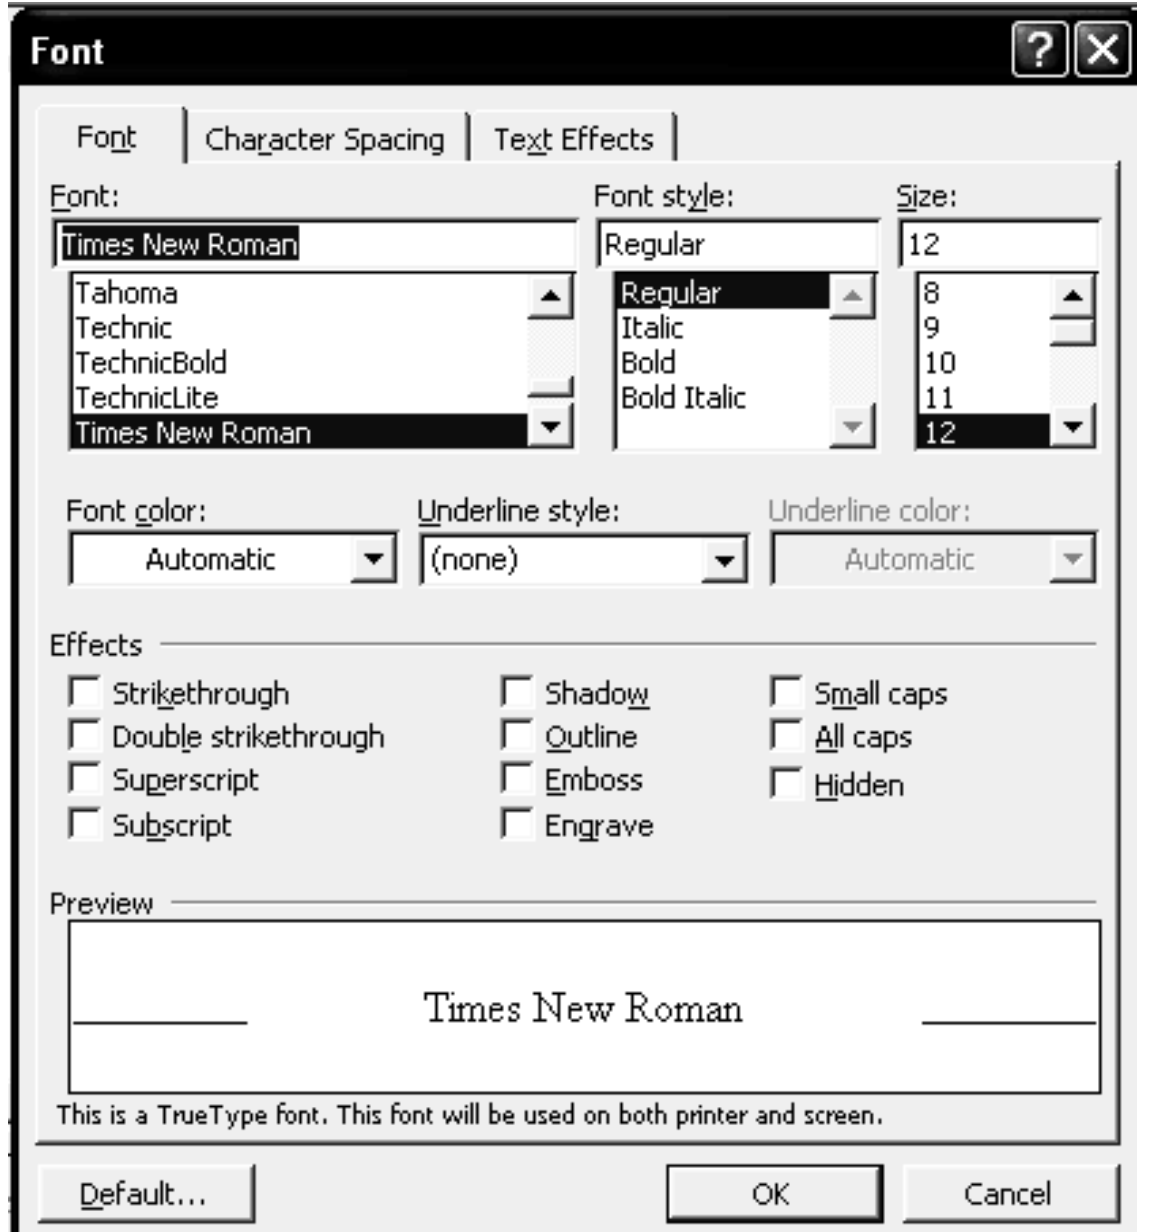 Font
Font Character Spacing Text Effects
Font: Font style: Size:
Times New Roman Regular 12
Tahoma Regular 8
Technic Italic 9
TechnicBold Bold 10
TechnicLite Bold Italic 11
Times New Roman 12
Font color: Underline style: Underline color:
Automatic (none) Automatic
Effects
Strikethrough Shadow Small caps
Double strikethrough Outline All caps
Superscript Emboss Hidden
Subscript Engrave
Preview
Times New Roman
This is a TrueType font. This font will be used on both printer and screen.
Default... OK Cancel